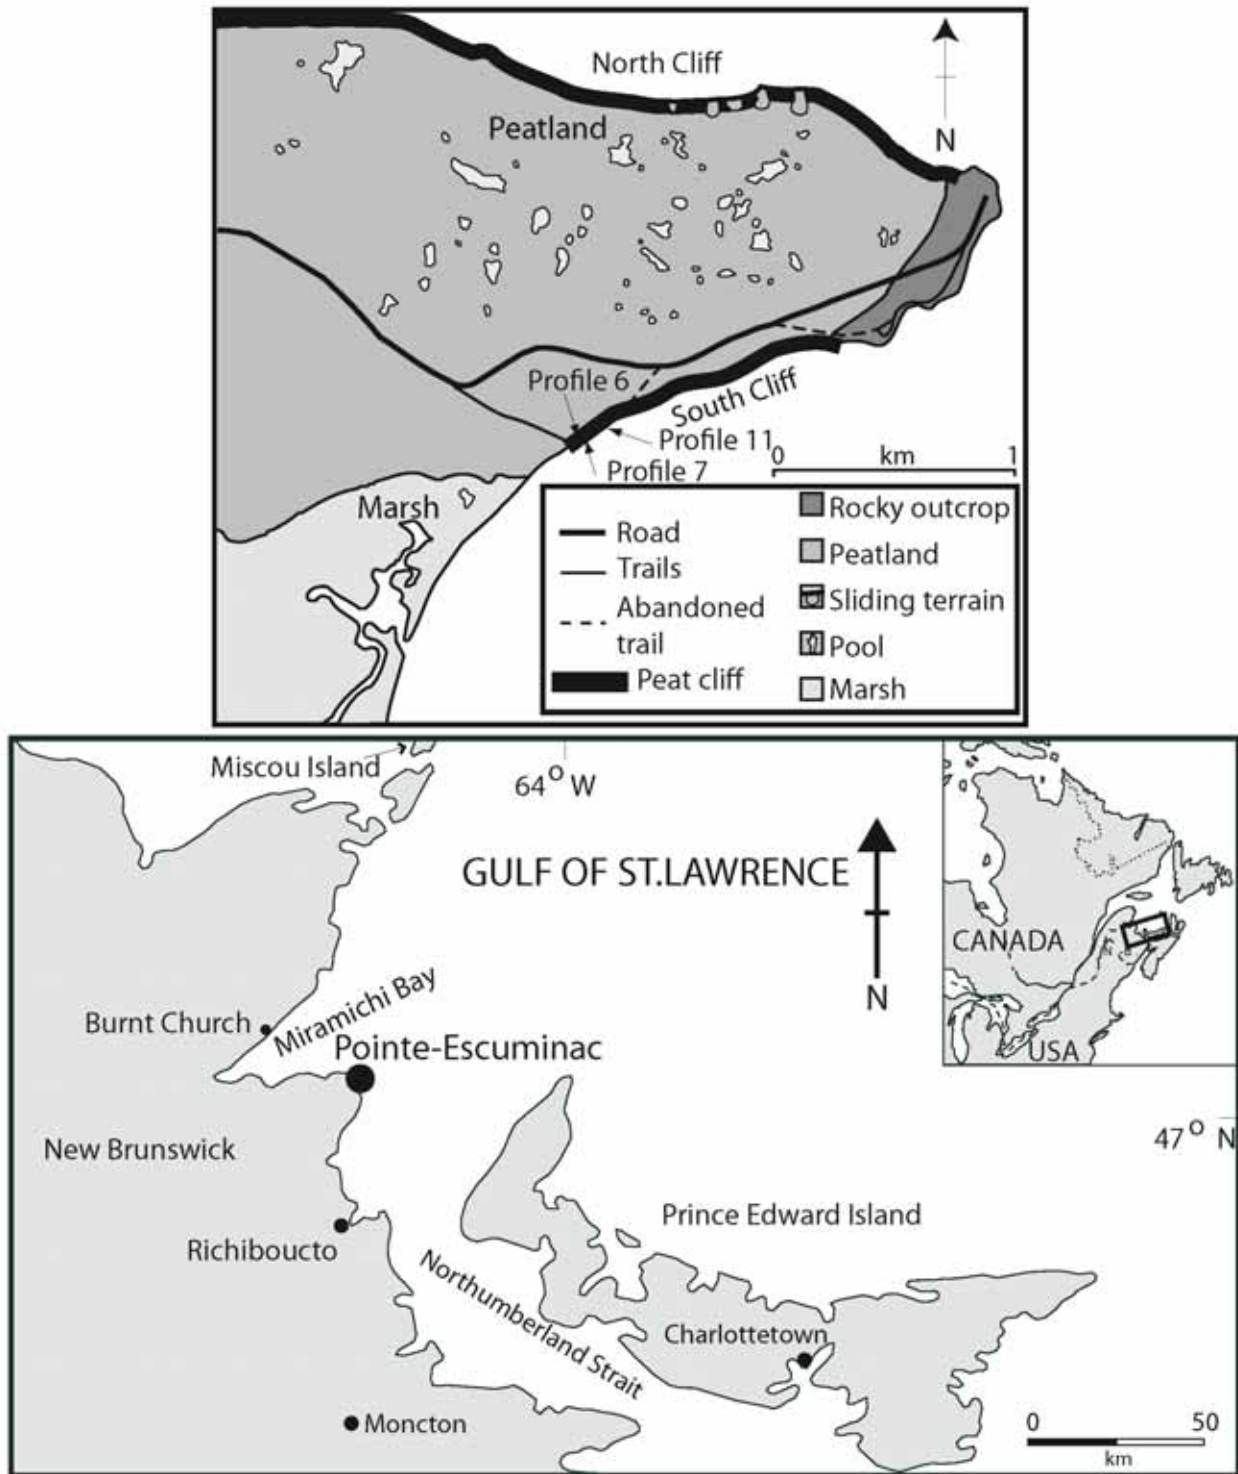 North Cliff
N
Peatland
Profile 6
South Cliff
Profile 11
Profile 7
0 km 1
Marsh
Road
Trails
Abandoned
trail
Peat cliff
Rocky outcrop
Peatland
Sliding terrain
Pool
Marsh
Miscou Island
64° W
GULF OF ST.LAWRENCE
N
CANADA
USA
Burnt Church
Miramichi Bay
Pointe-Escuminac
47° N
New Brunswick
Prince Edward Island
Richiboucto
Northumberland Strait
Charlottetown
Moncton
0 50
km